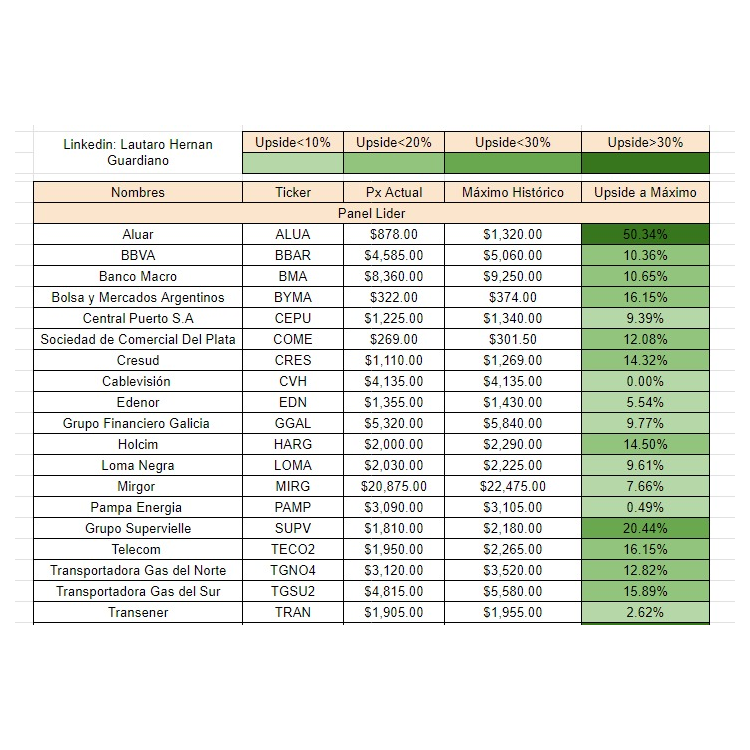 Linkedin: Lautaro Hernan Guardiano
Upside<10% Upside<20% Upside<30% Upside>30%
Nombres Ticker Px Actual Máximo Histórico Upside a Máximo
Panel Lider
Aluar ALUA $878.00 $1,320.00 50.34%
BBVA BBAR $4,585.00 $5,060.00 10.36%
Banco Macro BMA $8,360.00 $9,250.00 10.65%
Bolsa y Mercados Argentinos BYMA $322.00 $374.00 16.15%
Central Puerto S.A CEPU $1,225.00 $1,340.00 9.39%
Sociedad de Comercial Del Plata COME $269.00 $301.50 12.08%
Cresud CRES $1,110.00 $1,269.00 14.32%
Cablevisión CVH $4,135.00 $4,135.00 0.00%
Edenor EDN $1,355.00 $1,430.00 5.54%
Grupo Financiero Galicia GGAL $5,320.00 $5,840.00 9.77%
Holcim HARG $2,000.00 $2,290.00 14.50%
Loma Negra LOMA $2,030.00 $2,225.00 9.61%
Mirgor MIRG $20,875.00 $22,475.00 7.66%
Pampa Energia PAMP $3,090.00 $3,105.00 0.49%
Grupo Supervielle SUPV $1,810.00 $2,180.00 20.44%
Telecom TECO2 $1,950.00 $2,265.00 16.15%
Transportadora Gas del Norte TGNO4 $3,120.00 $3,520.00 12.82%
Transportadora Gas del Sur TGSU2 $4,815.00 $5,580.00 15.89%
Transener TRAN $1,905.00 $1,955.00 2.62%